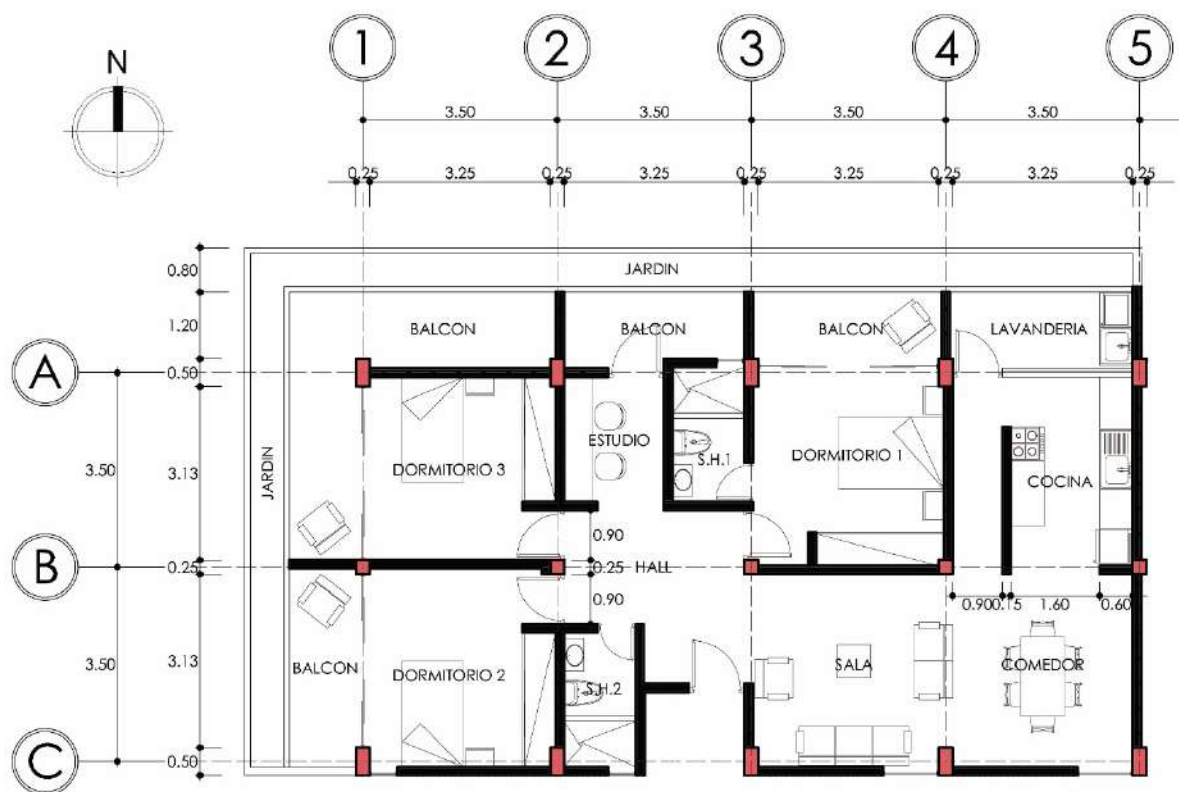 N
1 2 3 4 5
3.50 3.50 3.50 3.50
0.25 3.25 0.25 3.25 0.25 3.25 0.25 3.25 0.25
0.80
JARDIN
1.20
BALCON BALCON BALCON LAVANDERIA
A
0.50
ESTUDIO
S.H.1
DORMITORIO 1
3.50
JARDIN
3.13
DORMITORIO 3
COCINA
0.90
B
0.25
0.25 HALL
0.90
0.90 0.15 1.60 0.60
3.50
3.13
BALCON
DORMITORIO 2
S.H.2
SALA
COMEDOR
C
0.50